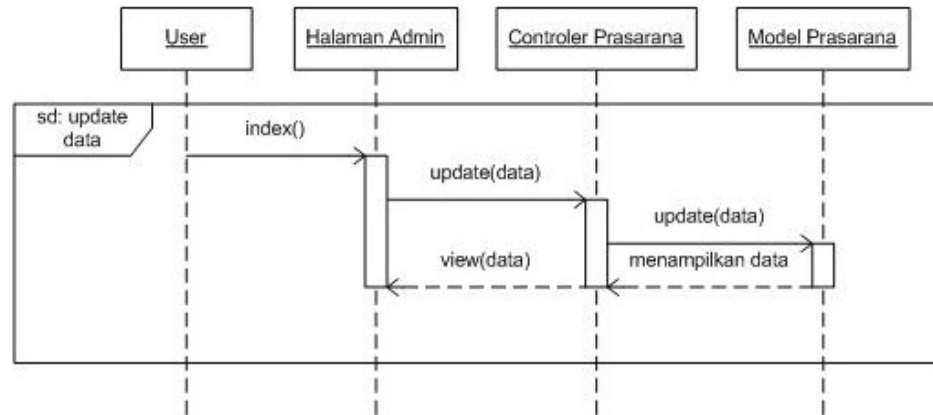 User
Halaman Admin
Controler Prasarana
Model Prasarana
sd: update
data
index()
update(data)
update(data)
view(data)
menampilkan data